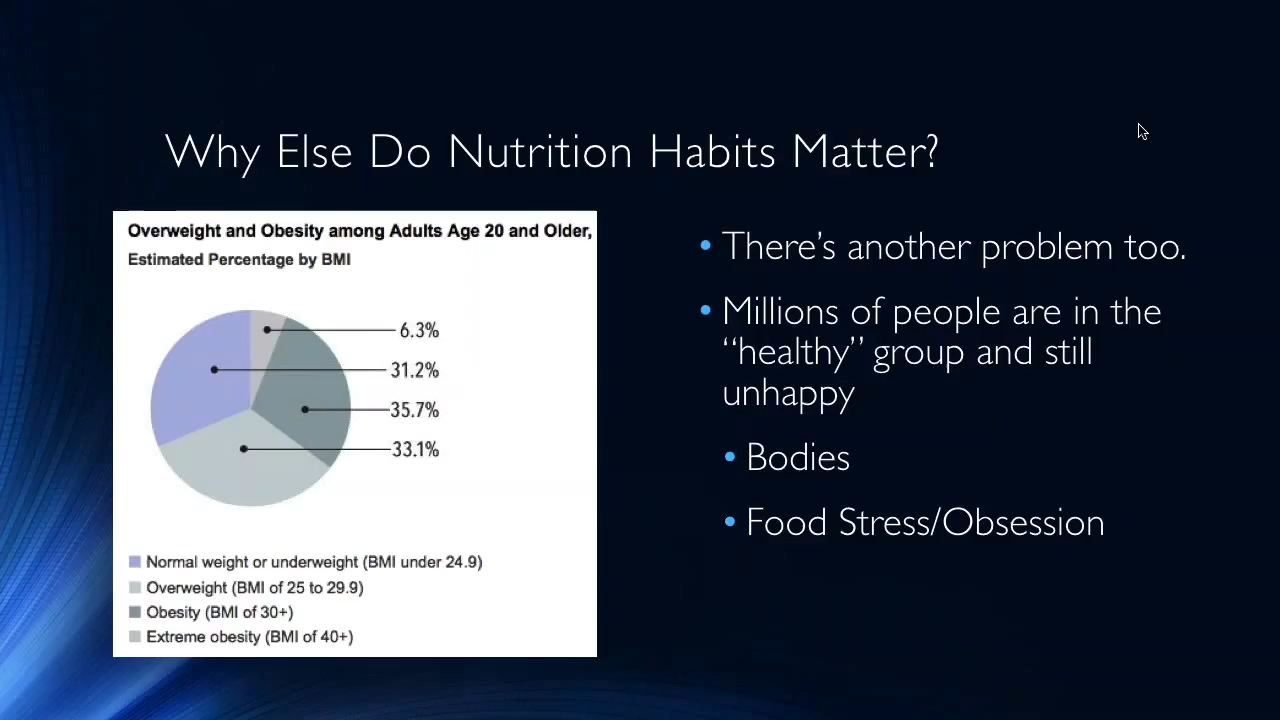 Why Else Do Nutrition Habits Matter?
Overweight and Obesity among Adults Age 20 and Older,
Estimated Percentage by BMI
6.3%
31.2%
35.7%
33.1%
Normal weight or underweight (BMI under 24.9)
Overweight (BMI of 25 to 29.9)
Obesity (BMI of 30+)
Extreme obesity (BMI of 40+)
• There's another problem too.
• Millions of people are in the
“healthy” group and still
unhappy
• Bodies
• Food Stress/Obsession